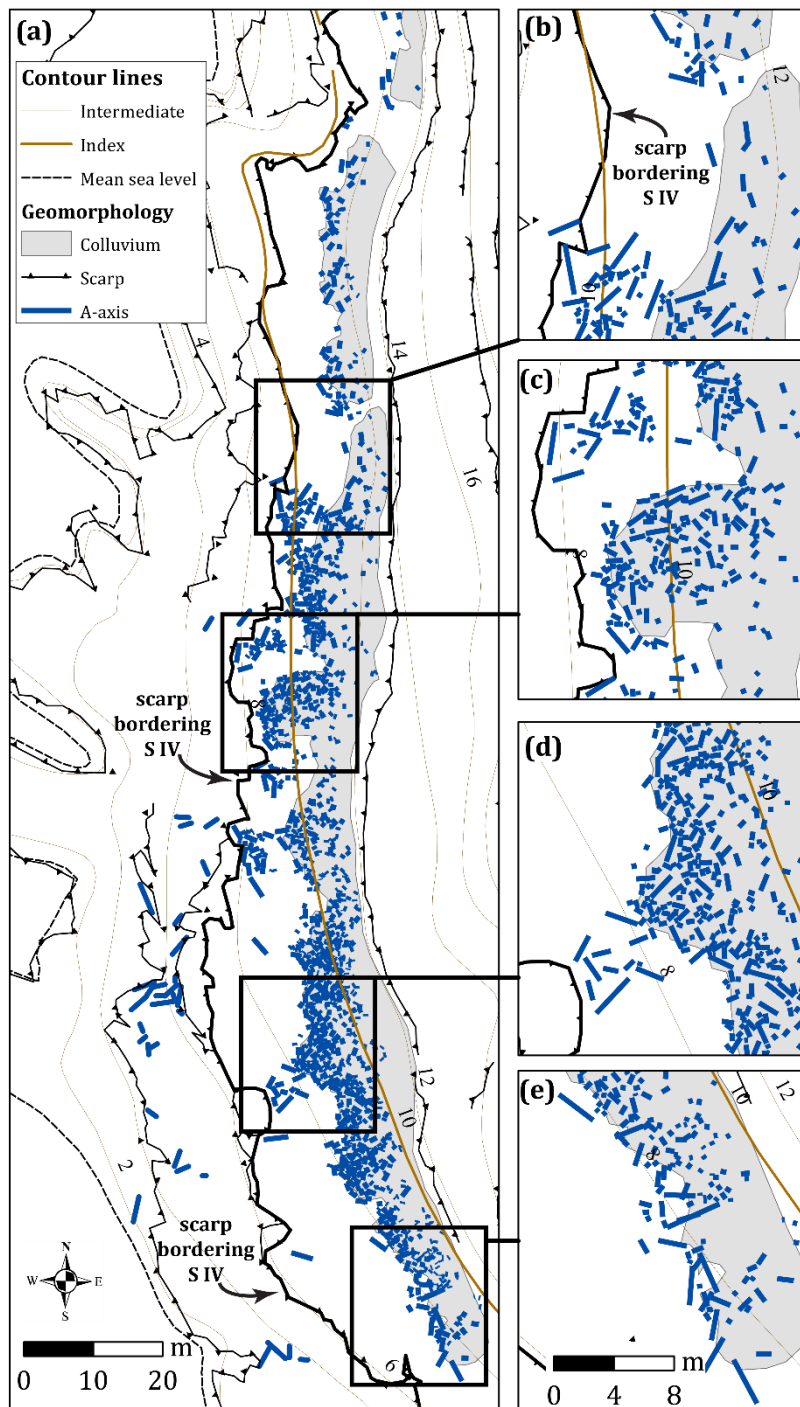 (a)
Contour lines
Intermediate
Index
Mean sea level
Geomorphology
Colluvium
Scarp
A-axis
4
14
16
8
scarp
bordering
S IV
12
10
2
scarp
bordering
S IV
6
N
W E
S
m
0 10 20
(b)
12
scarp
bordering
S IV
10
(c)
8
10
(d)
10
8
(e)
10
12
8
m
0 4 8